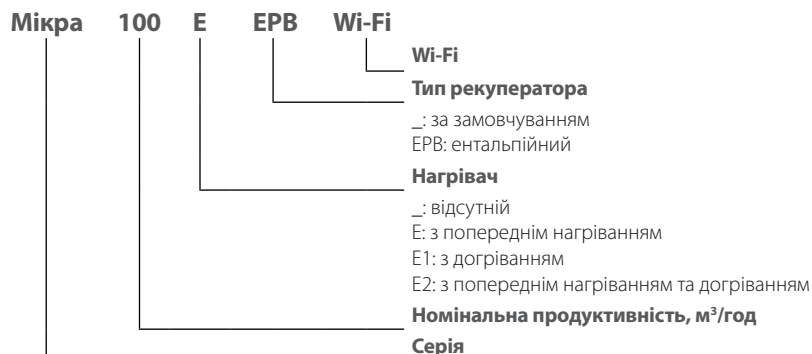 Мікра 100 Е ЕРВ Wi-Fi
Wi-Fi
Тип рекуператора
_: за замовчуванням
ЕРВ: ентальпійний
Нагрівач
_: відсутній
Е: з попереднім нагріванням
Е1: з догріванням
Е2: з попереднім нагріванням та догріванням
Номінальна продуктивність, м³/год
Серія